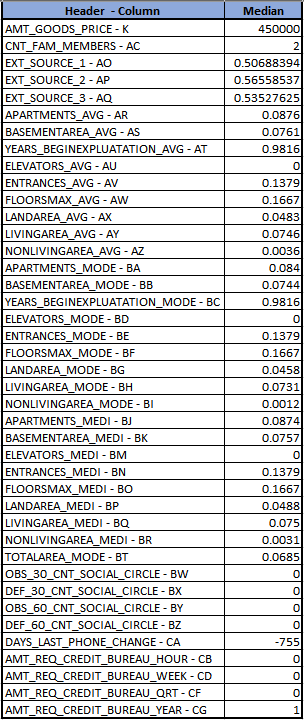 Header - Column Median
AMT_GOODS_PRICE - K 450000
CNT_FAM_MEMBERS - AC 2
EXT_SOURCE_1 - AO 0.50688394
EXT_SOURCE_2 - AP 0.56558537
EXT_SOURCE_3 - AQ 0.53527625
APARTMENTS_AVG - AR 0.0876
BASEMENTAREA_AVG - AS 0.0761
YEARS_BEGINEXPLUATATION_AVG - AT 0.9816
ELEVATORS_AVG - AU 0
ENTRANCES_AVG - AV 0.1379
FLOORSMAX_AVG - AW 0.1667
LANDAREA_AVG - AX 0.0483
LIVINGAREA_AVG - AY 0.0746
NONLIVINGAREA_AVG - AZ 0.0036
APARTMENTS_MODE - BA 0.084
BASEMENTAREA_MODE - BB 0.0744
YEARS_BEGINEXPLUATATION_MODE - BC 0.9816
ELEVATORS_MODE - BD 0
ENTRANCES_MODE - BE 0.1379
FLOORSMAX_MODE - BF 0.1667
LANDAREA_MODE - BG 0.0458
LIVINGAREA_MODE - BH 0.0731
NONLIVINGAREA_MODE - BI 0.0012
APARTMENTS_MEDI - BJ 0.0874
BASEMENTAREA_MEDI - BK 0.0757
ELEVATORS_MEDI - BM 0
ENTRANCES_MEDI - BN 0.1379
FLOORSMAX_MEDI - BO 0.1667
LANDAREA_MEDI - BP 0.0488
LIVINGAREA_MEDI - BQ 0.075
NONLIVINGAREA_MEDI - BR 0.0031
TOTALAREA_MODE - BT 0.0685
OBS_30_CNT_SOCIAL_CIRCLE - BW 0
DEF_30_CNT_SOCIAL_CIRCLE - BX 0
OBS_60_CNT_SOCIAL_CIRCLE - BY 0
DEF_60_CNT_SOCIAL_CIRCLE - BZ 0
DAYS_LAST_PHONE_CHANGE - CA -755
AMT_REQ_CREDIT_BUREAU_HOUR - CB 0
AMT_REQ_CREDIT_BUREAU_WEEK - CD 0
AMT_REQ_CREDIT_BUREAU_QRT - CF 0
AMT_REQ_CREDIT_BUREAU_YEAR - CG 1